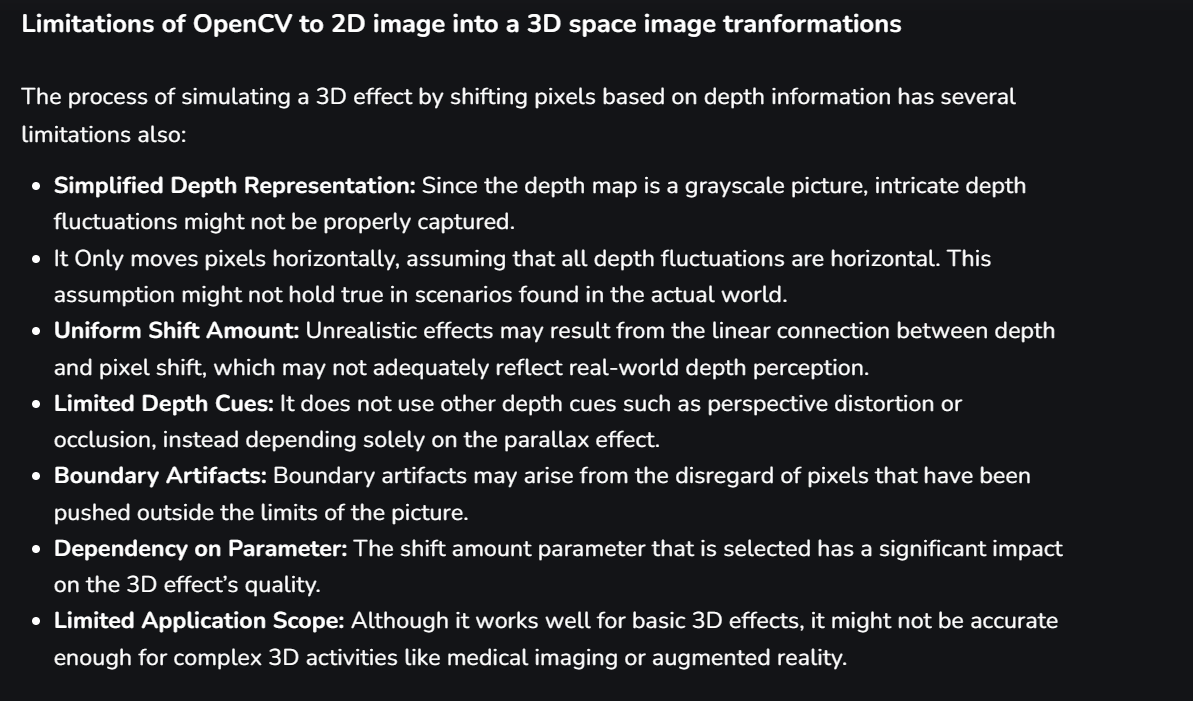 Limitations of OpenCV to 2D image into a 3D space image tranformations
The process of simulating a 3D effect by shifting pixels based on depth information has several
limitations also:
• Simplified Depth Representation: Since the depth map is a grayscale picture, intricate depth
fluctuations might not be properly captured.
• It Only moves pixels horizontally, assuming that all depth fluctuations are horizontal. This
assumption might not hold true in scenarios found in the actual world.
• Uniform Shift Amount: Unrealistic effects may result from the linear connection between depth
and pixel shift, which may not adequately reflect real-world depth perception.
• Limited Depth Cues: It does not use other depth cues such as perspective distortion or
occlusion, instead depending solely on the parallax effect.
• Boundary Artifacts: Boundary artifacts may arise from the disregard of pixels that have been
pushed outside the limits of the picture.
• Dependency on Parameter: The shift amount parameter that is selected has a significant impact
on the 3D effect’s quality.
• Limited Application Scope: Although it works well for basic 3D effects, it might not be accurate
enough for complex 3D activities like medical imaging or augmented reality.